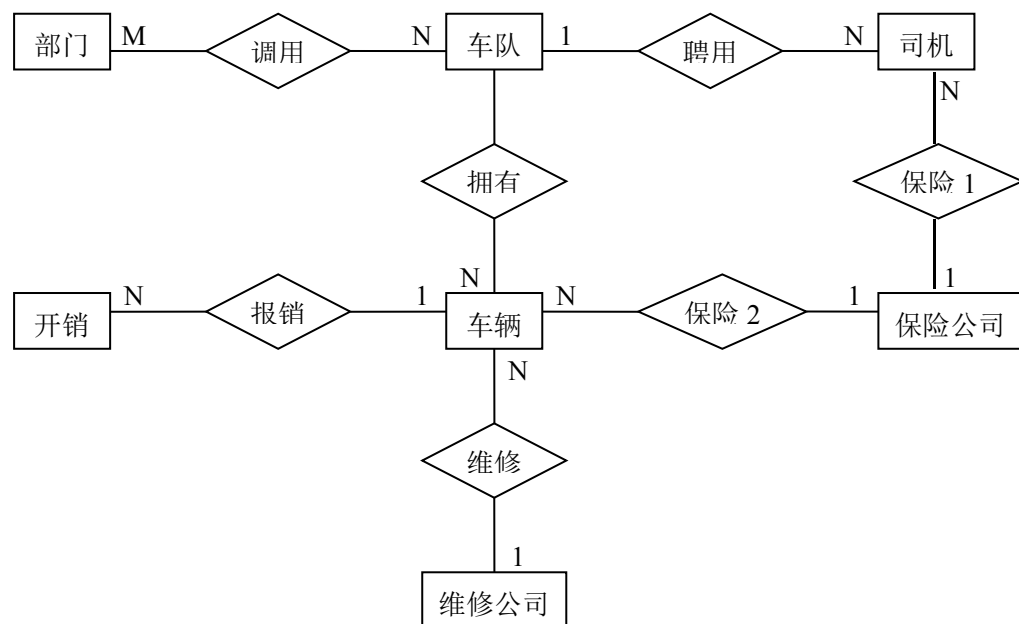 部门 M 调用 N 车队 1 聘用 N 司机
N
拥有 保险 1
N 1
开销 N 报销 1 车辆 N 保险 2 1 保险公司
N
维修
1
维修公司